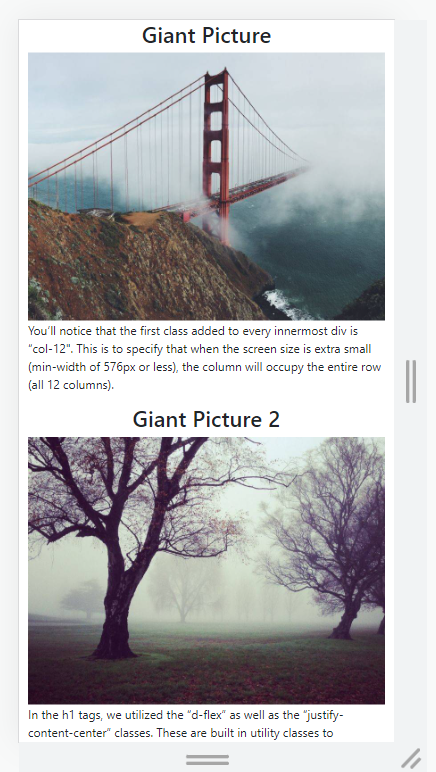 Giant Picture
You'll notice that the first class added to every innermost div is
“col-12”. This is to specify that when the screen size is extra small
(min-width of 576px or less), the column will occupy the entire row
(all 12 columns).
Giant Picture 2
In the h1 tags, we utilized the “d-flex” as well as the “justify-
content-center” classes. These are built in utility classes to